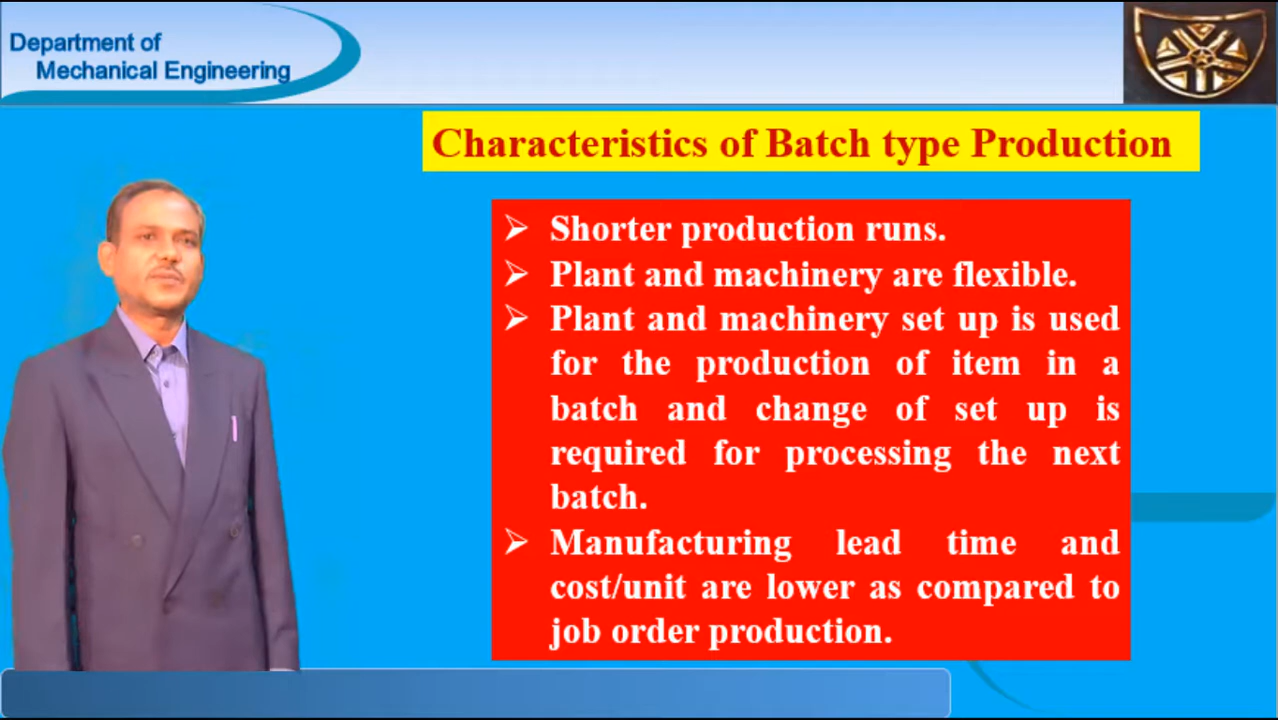 Department of
Mechanical Engineering
Characteristics of Batch type Production
➢ Shorter production runs.
➢ Plant and machinery are flexible.
➢ Plant and machinery set up is used
for the production of item in a
batch and change of set up is
required for processing the next
batch.
➢ Manufacturing lead time and
cost/unit are lower as compared to
job order production.